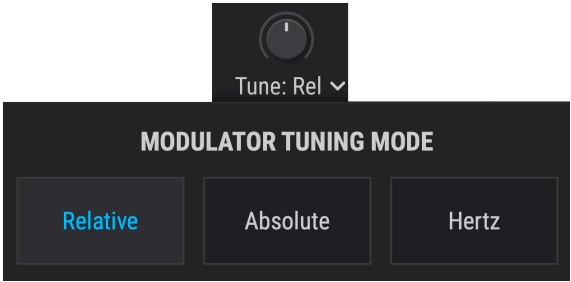 Tune: Rel
MODULATOR TUNING MODE
Relative Absolute Hertz